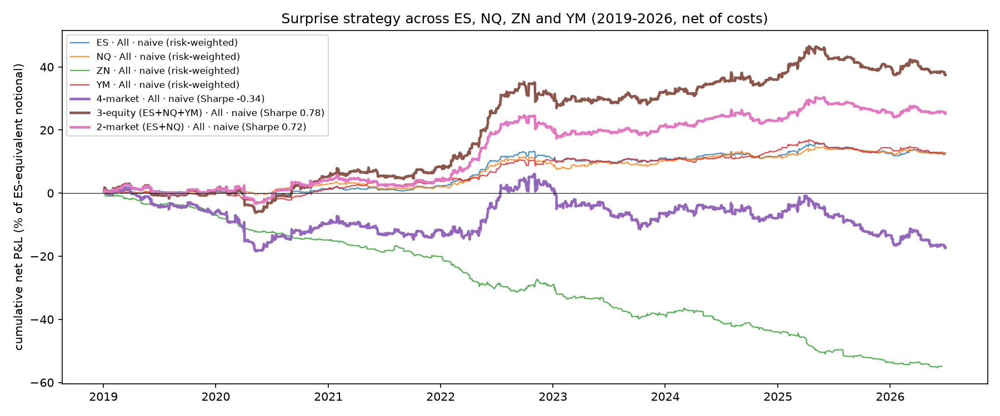 Surprise strategy across ES, NQ, ZN and YM (2019-2026, net of costs)
ES · All · naive (risk-weighted)
NQ · All · naive (risk-weighted)
ZN · All · naive (risk-weighted)
YM · All · naive (risk-weighted)
4-market · All · naive (Sharpe -0.34)
3-equity (ES+NQ+YM) · All · naive (Sharpe 0.78)
2-market (ES+NQ) · All · naive (Sharpe 0.72)
cumulative net P&L (% of ES-equivalent notional)
40
20
0
−20
−40
−60
2019
2020
2021
2022
2023
2024
2025
2026